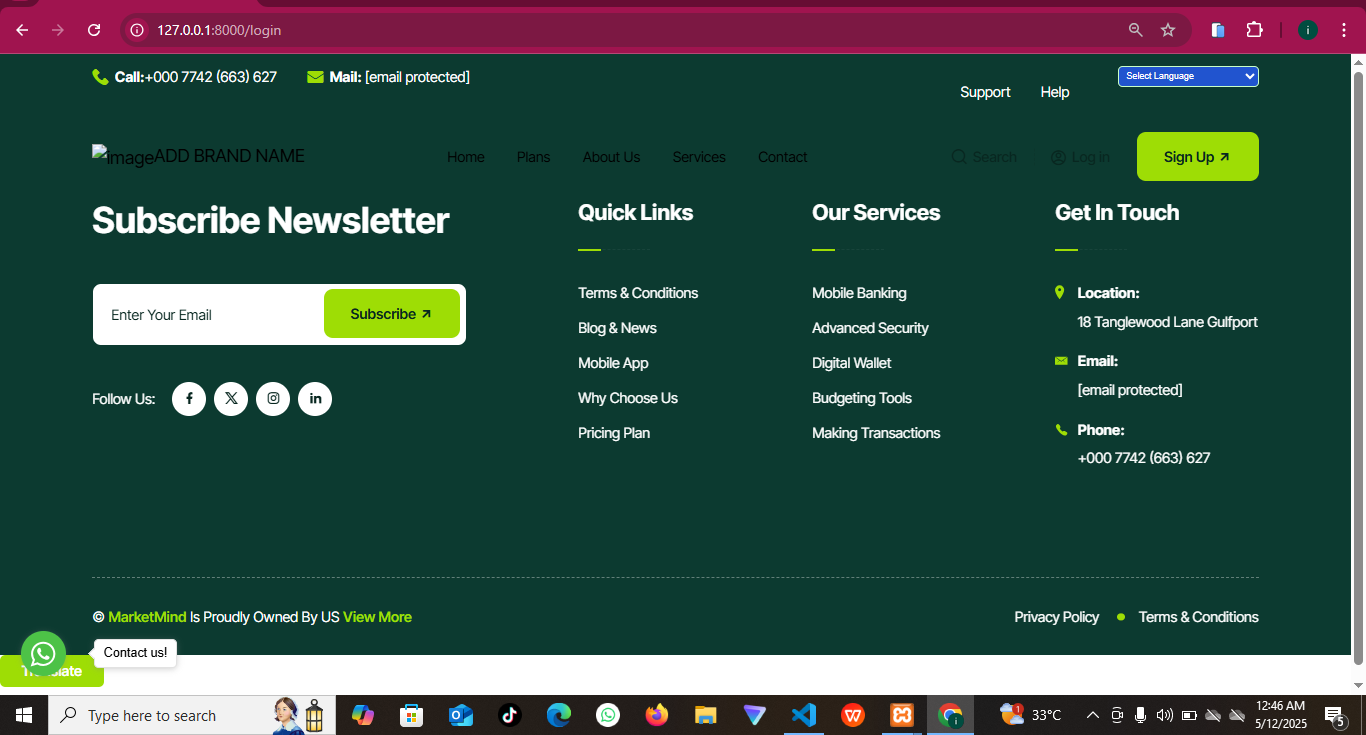 127.0.0.1:8000/login
i
Call:+000 7742 (663) 627 Mail: [email protected]
Support Help
Select Language
Image ADD BRAND NAME
Home Plans About Us Services Contact
Search Log in Sign Up
Subscribe Newsletter
Enter Your Email Subscribe
Follow Us:
Quick Links
Terms & Conditions
Blog & News
Mobile App
Why Choose Us
Pricing Plan
Our Services
Mobile Banking
Advanced Security
Digital Wallet
Budgeting Tools
Making Transactions
Get In Touch
Location:
18 Tanglewood Lane Gulfport
Email:
[email protected]
Phone:
+000 7742 (663) 627
© MarketMind Is Proudly Owned By US View More
Privacy Policy Terms & Conditions
Contact us!
Type here to search
33°C
12:46 AM
5/12/2025
5